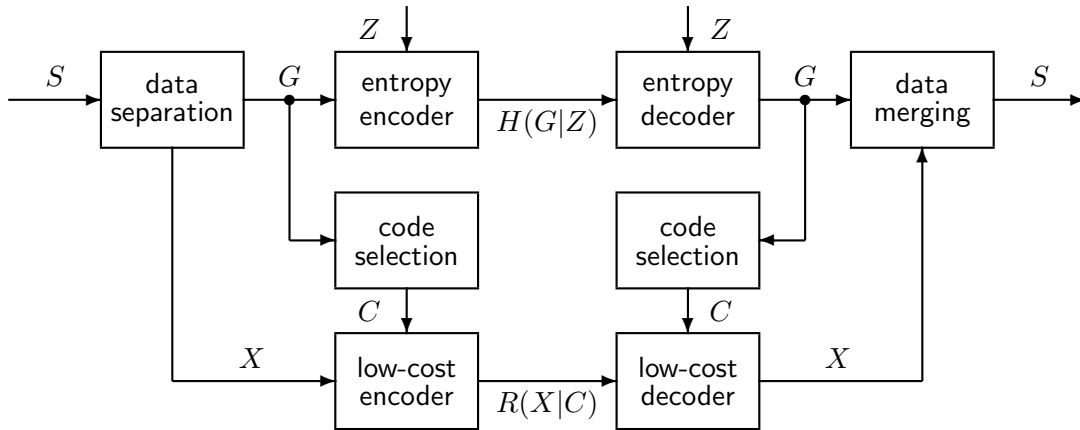 Z
Z
S
data
separation
G
entropy
encoder
H(G|Z)
entropy
decoder
G
data
merging
S
code
selection
code
selection
C
C
X
low-cost
encoder
R(X|C)
low-cost
decoder
X